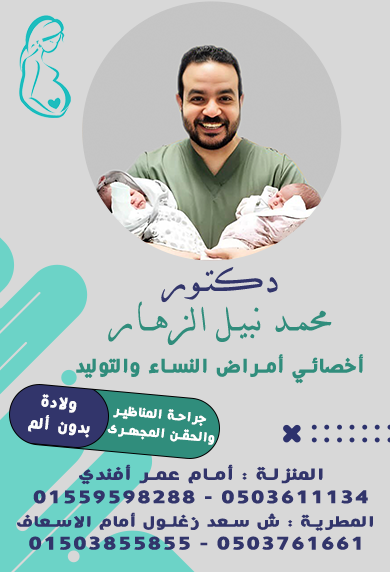 دكتور
محمد نبيل الزهار
أخصائي أمراض النساء والتوليد
جراحة المناظير
والحقن المجهرى
ولادة
بدون ألم
المنزلة : أمام عمر أفندي
01559598288 - 0503611134
المطرية : ش سعد زغلول أمام الاسعاف
01503855855 - 0503761661